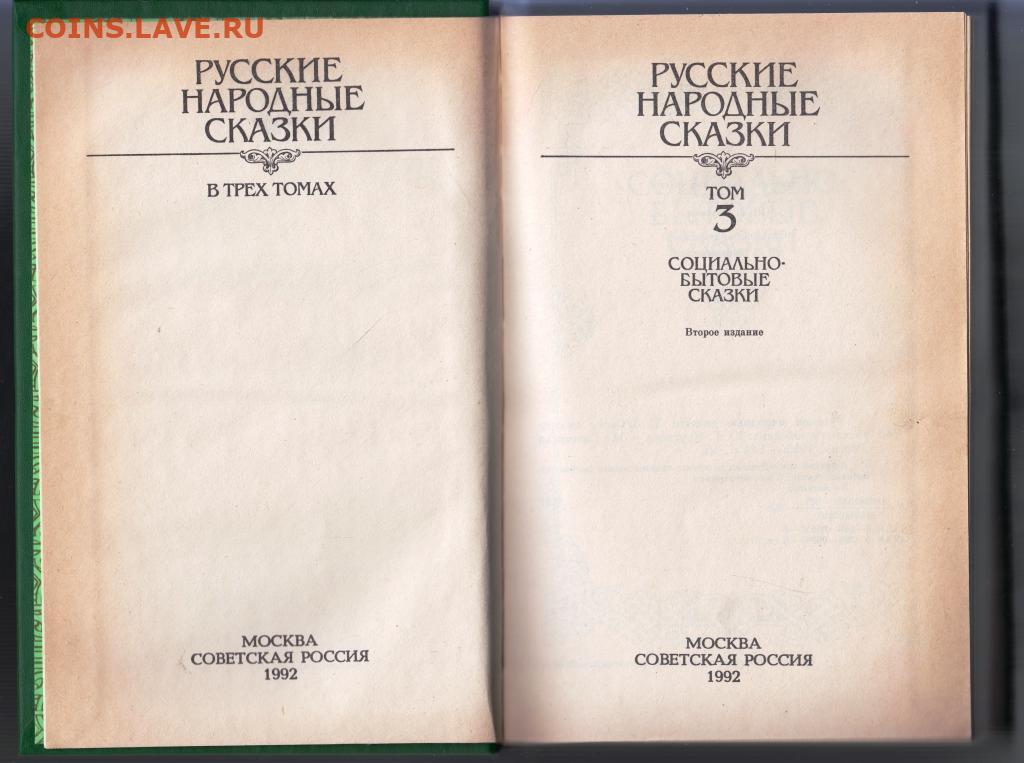 COINS.LAVE.RU
РУССКИЕ
НАРОДНЫЕ
СКАЗКИ
В ТРЕХ ТОМАХ
МОСКВА
СОВЕТСКАЯ РОССИЯ
1992
РУССКИЕ
НАРОДНЫЕ
СКАЗКИ
ТОМ
3
СОЦИАЛЬНО-
БЫТОВЫЕ
СКАЗКИ
Второе издание
МОСКВА
СОВЕТСКАЯ РОССИЯ
1992